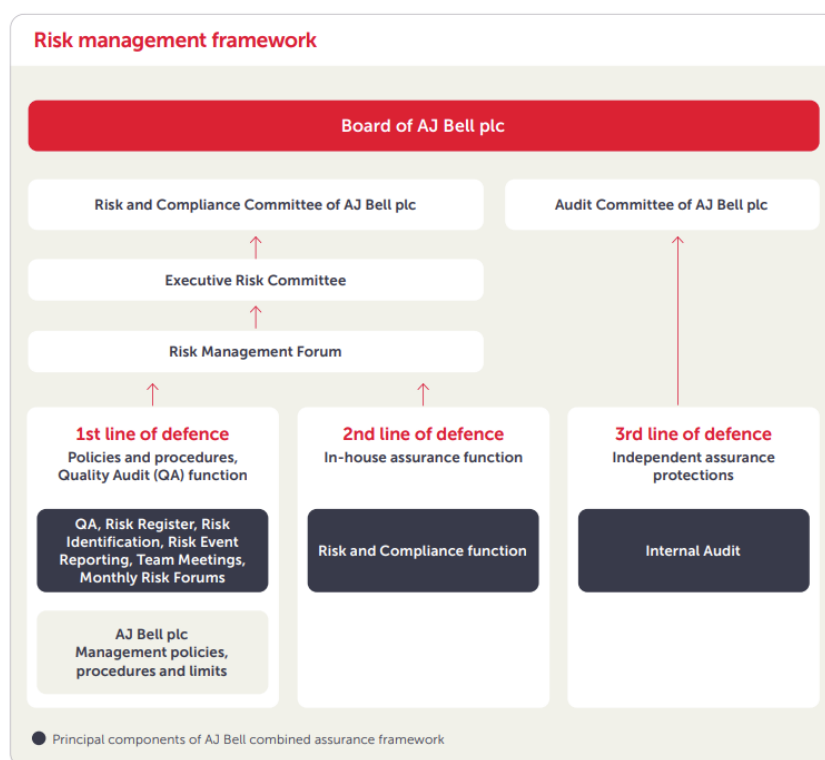 Risk management framework
Board of AJ Bell plc
Risk and Compliance Committee of AJ Bell plc
Audit Committee of AJ Bell plc
Executive Risk Committee
Risk Management Forum
1st line of defence
Policies and procedures,
Quality Audit (QA) function
QA, Risk Register, Risk
Identification, Risk Event
Reporting, Team Meetings,
Monthly Risk Forums
AJ Bell plc
Management policies,
procedures and limits
2nd line of defence
In-house assurance function
Risk and Compliance function
3rd line of defence
Independent assurance
protections
Internal Audit
Principal components of AJ Bell combined assurance framework